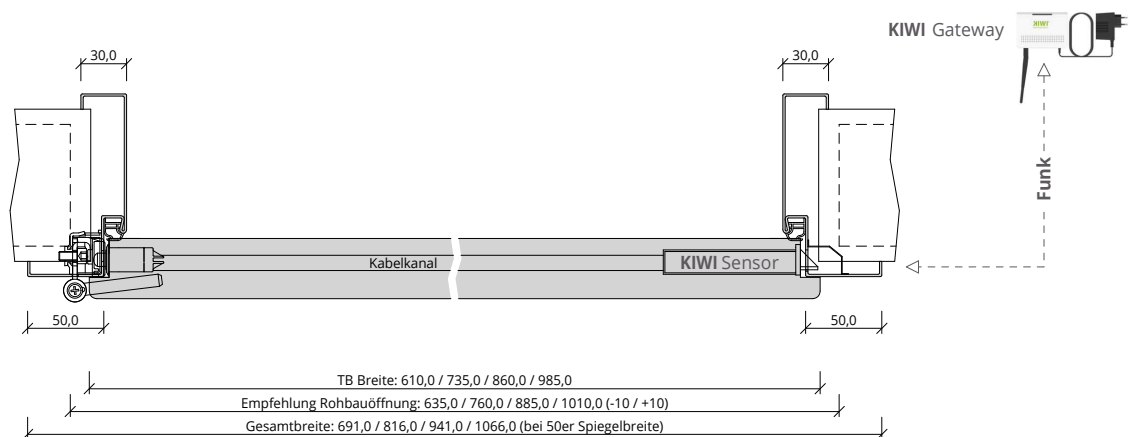 KIWI Gateway
KIWI
30,0
30,0
Funk
Kabelkanal
KIWI Sensor
50,0
50,0
TB Breite: 610,0 / 735,0 / 860,0 / 985,0
Empfehlung Rohbauöffnung: 635,0 / 760,0 / 885,0 / 1010,0 (-10 / +10)
Gesamtbreite: 691,0 / 816,0 / 941,0 / 1066,0 (bei 50er Spiegelbreite)